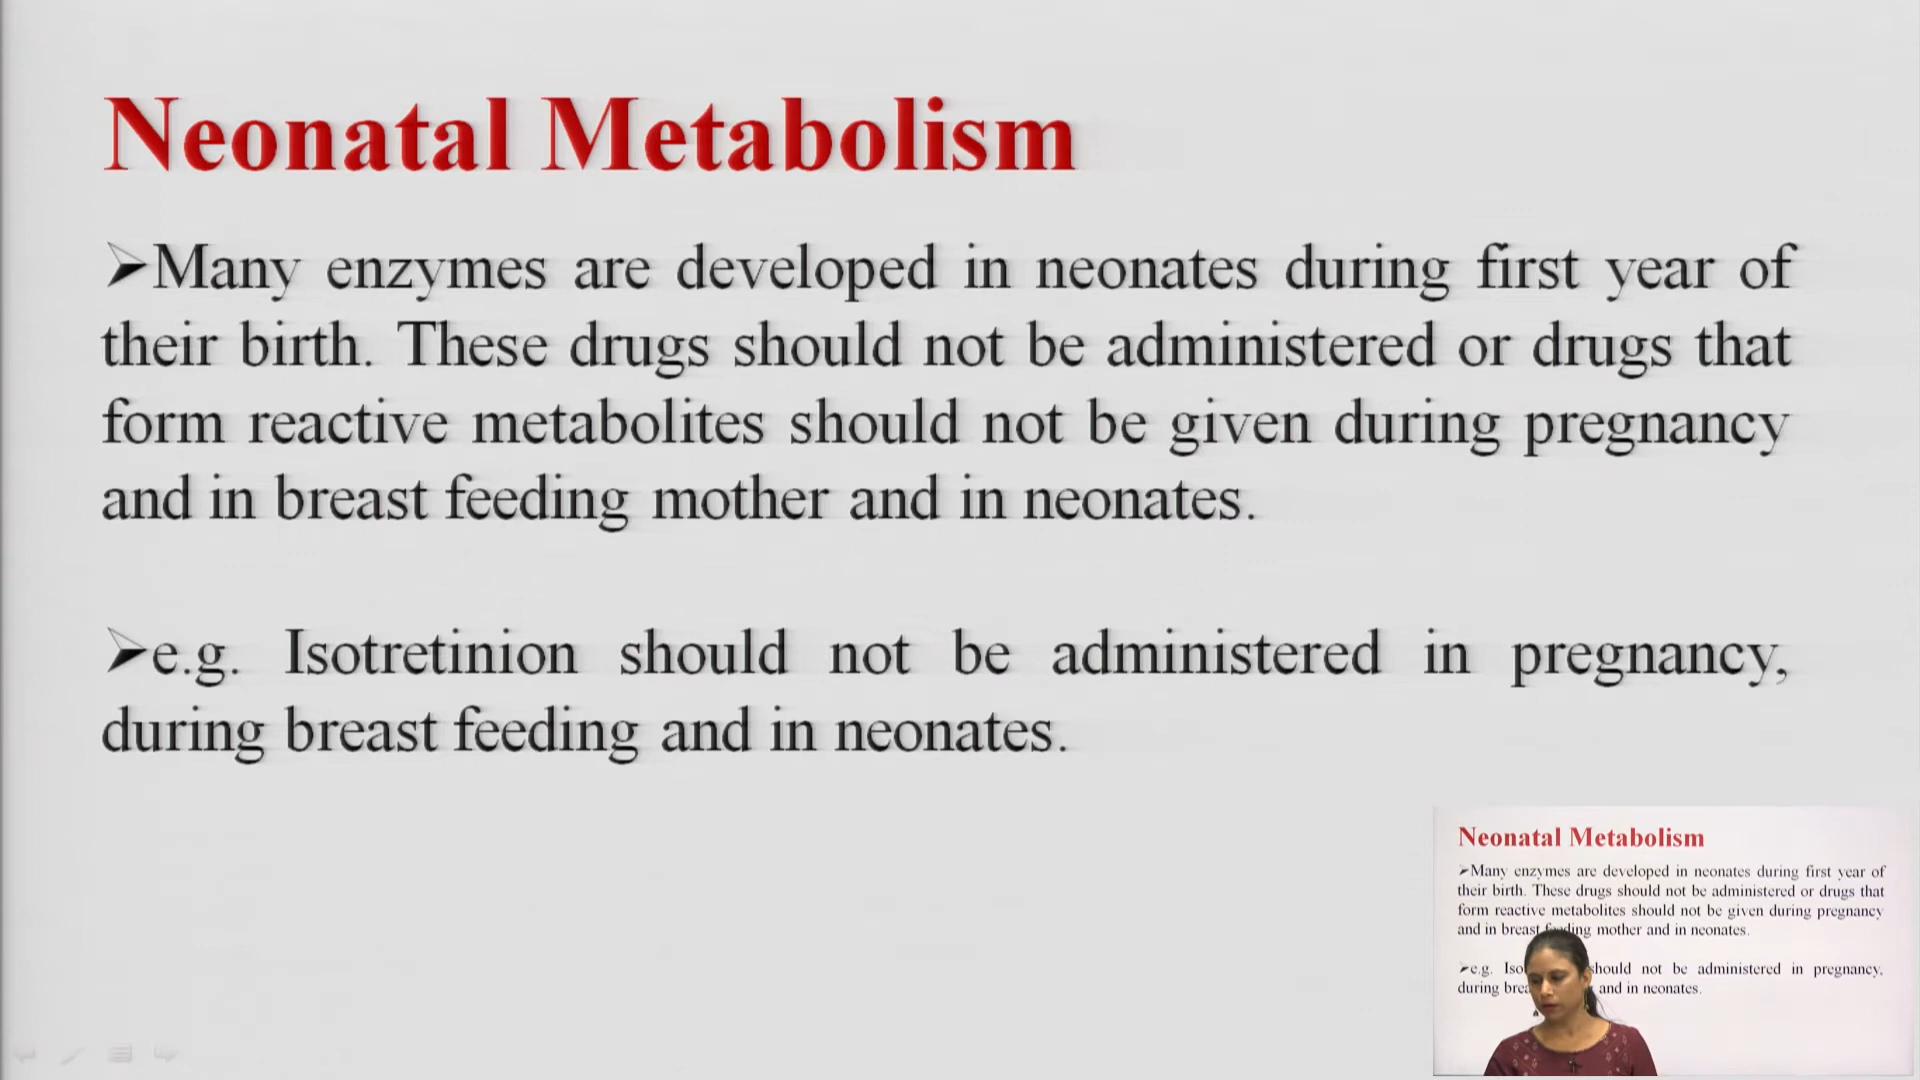 Neonatal Metabolism
➢Many enzymes are developed in neonates during first year of
their birth. These drugs should not be administered or drugs that
form reactive metabolites should not be given during pregnancy
and in breast feeding mother and in neonates.
➢e.g. Isotretinion should not be administered in pregnancy,
during breast feeding and in neonates.
Neonatal Metabolism
➢Many enzymes are developed in neonates during first year of
their birth. These drugs should not be administered or drugs that
form reactive metabolites should not be given during pregnancy
and in breast feeding mother and in neonates.
➢e.g. should not be administered in pregnancy,
during and in neonates.